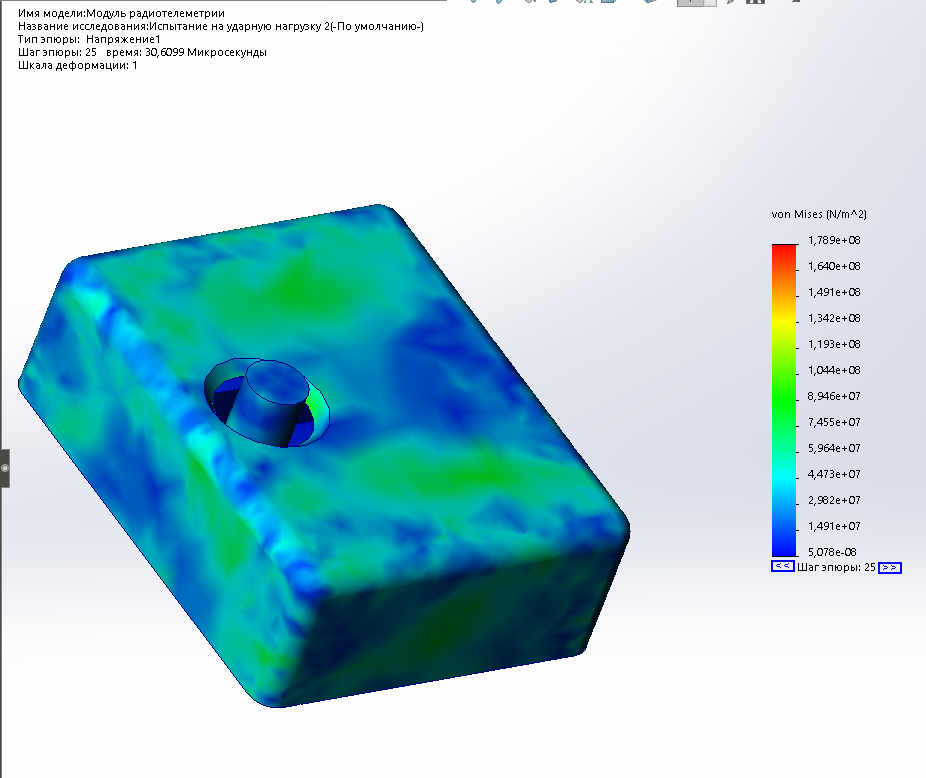 Имя модели:Модуль радиотелеметрии
Название исследования:Испытание на ударную нагрузку 2(-По умолчанию-)
Тип эпюры:  Напряжение1
Шаг эпюры: 25   время: 30,6099 Микросекунды
Шкала деформации: 1
von Mises (N/m^2)
1,789e+08
1,640e+08
1,491e+08
1,342e+08
1,193e+08
1,044e+08
8,946e+07
7,455e+07
5,964e+07
4,473e+07
2,982e+07
1,491e+07
5,078e-08
<< Шаг эпюры: 25 >>